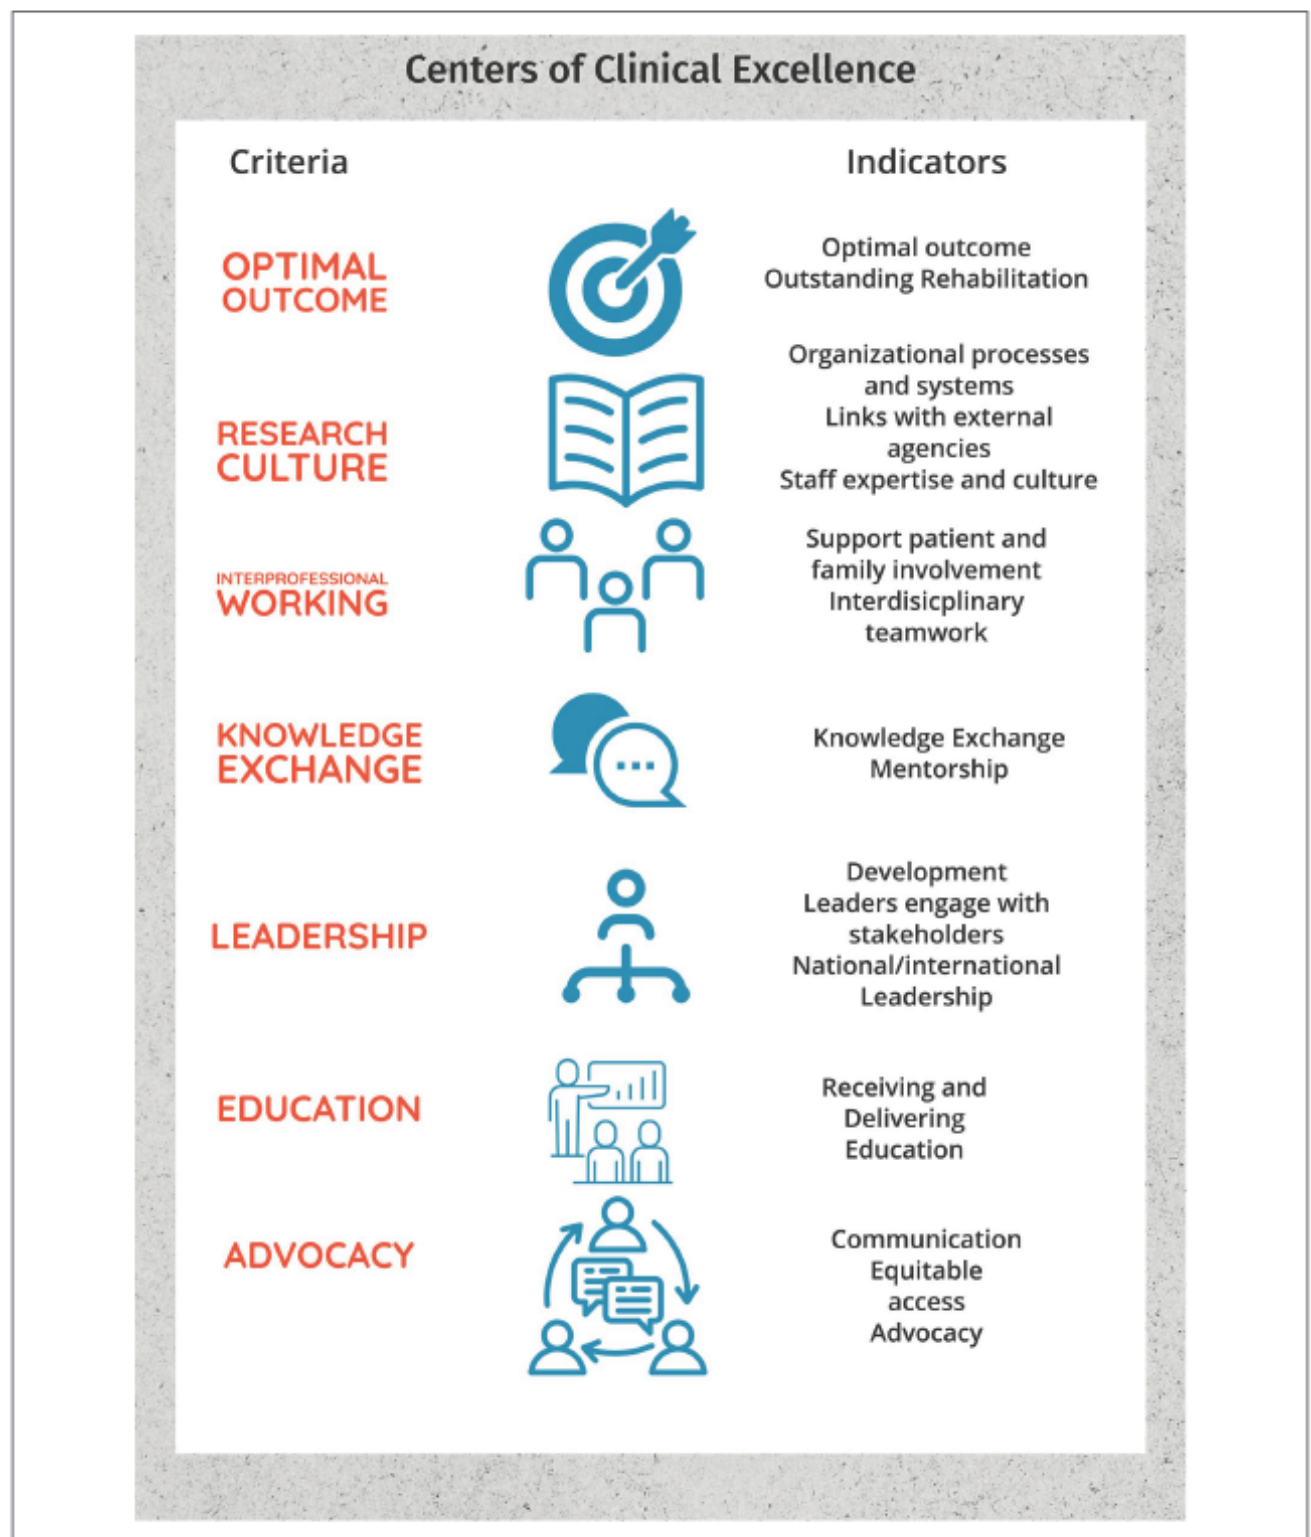 Centers of Clinical Excellence
Criteria
Indicators
OPTIMAL
OUTCOME
Optimal outcome
Outstanding Rehabilitation
RESEARCH
CULTURE
Organizational processes
and systems
Links with external
agencies
Staff expertise and culture
INTERPROFESSIONAL
WORKING
Support patient and
family involvement
Interdisicplinary
teamwork
KNOWLEDGE
EXCHANGE
Knowledge Exchange
Mentorship
LEADERSHIP
Development
Leaders engage with
stakeholders
National/international
Leadership
EDUCATION
Receiving and
Delivering
Education
ADVOCACY
Communication
Equitable
access
Advocacy